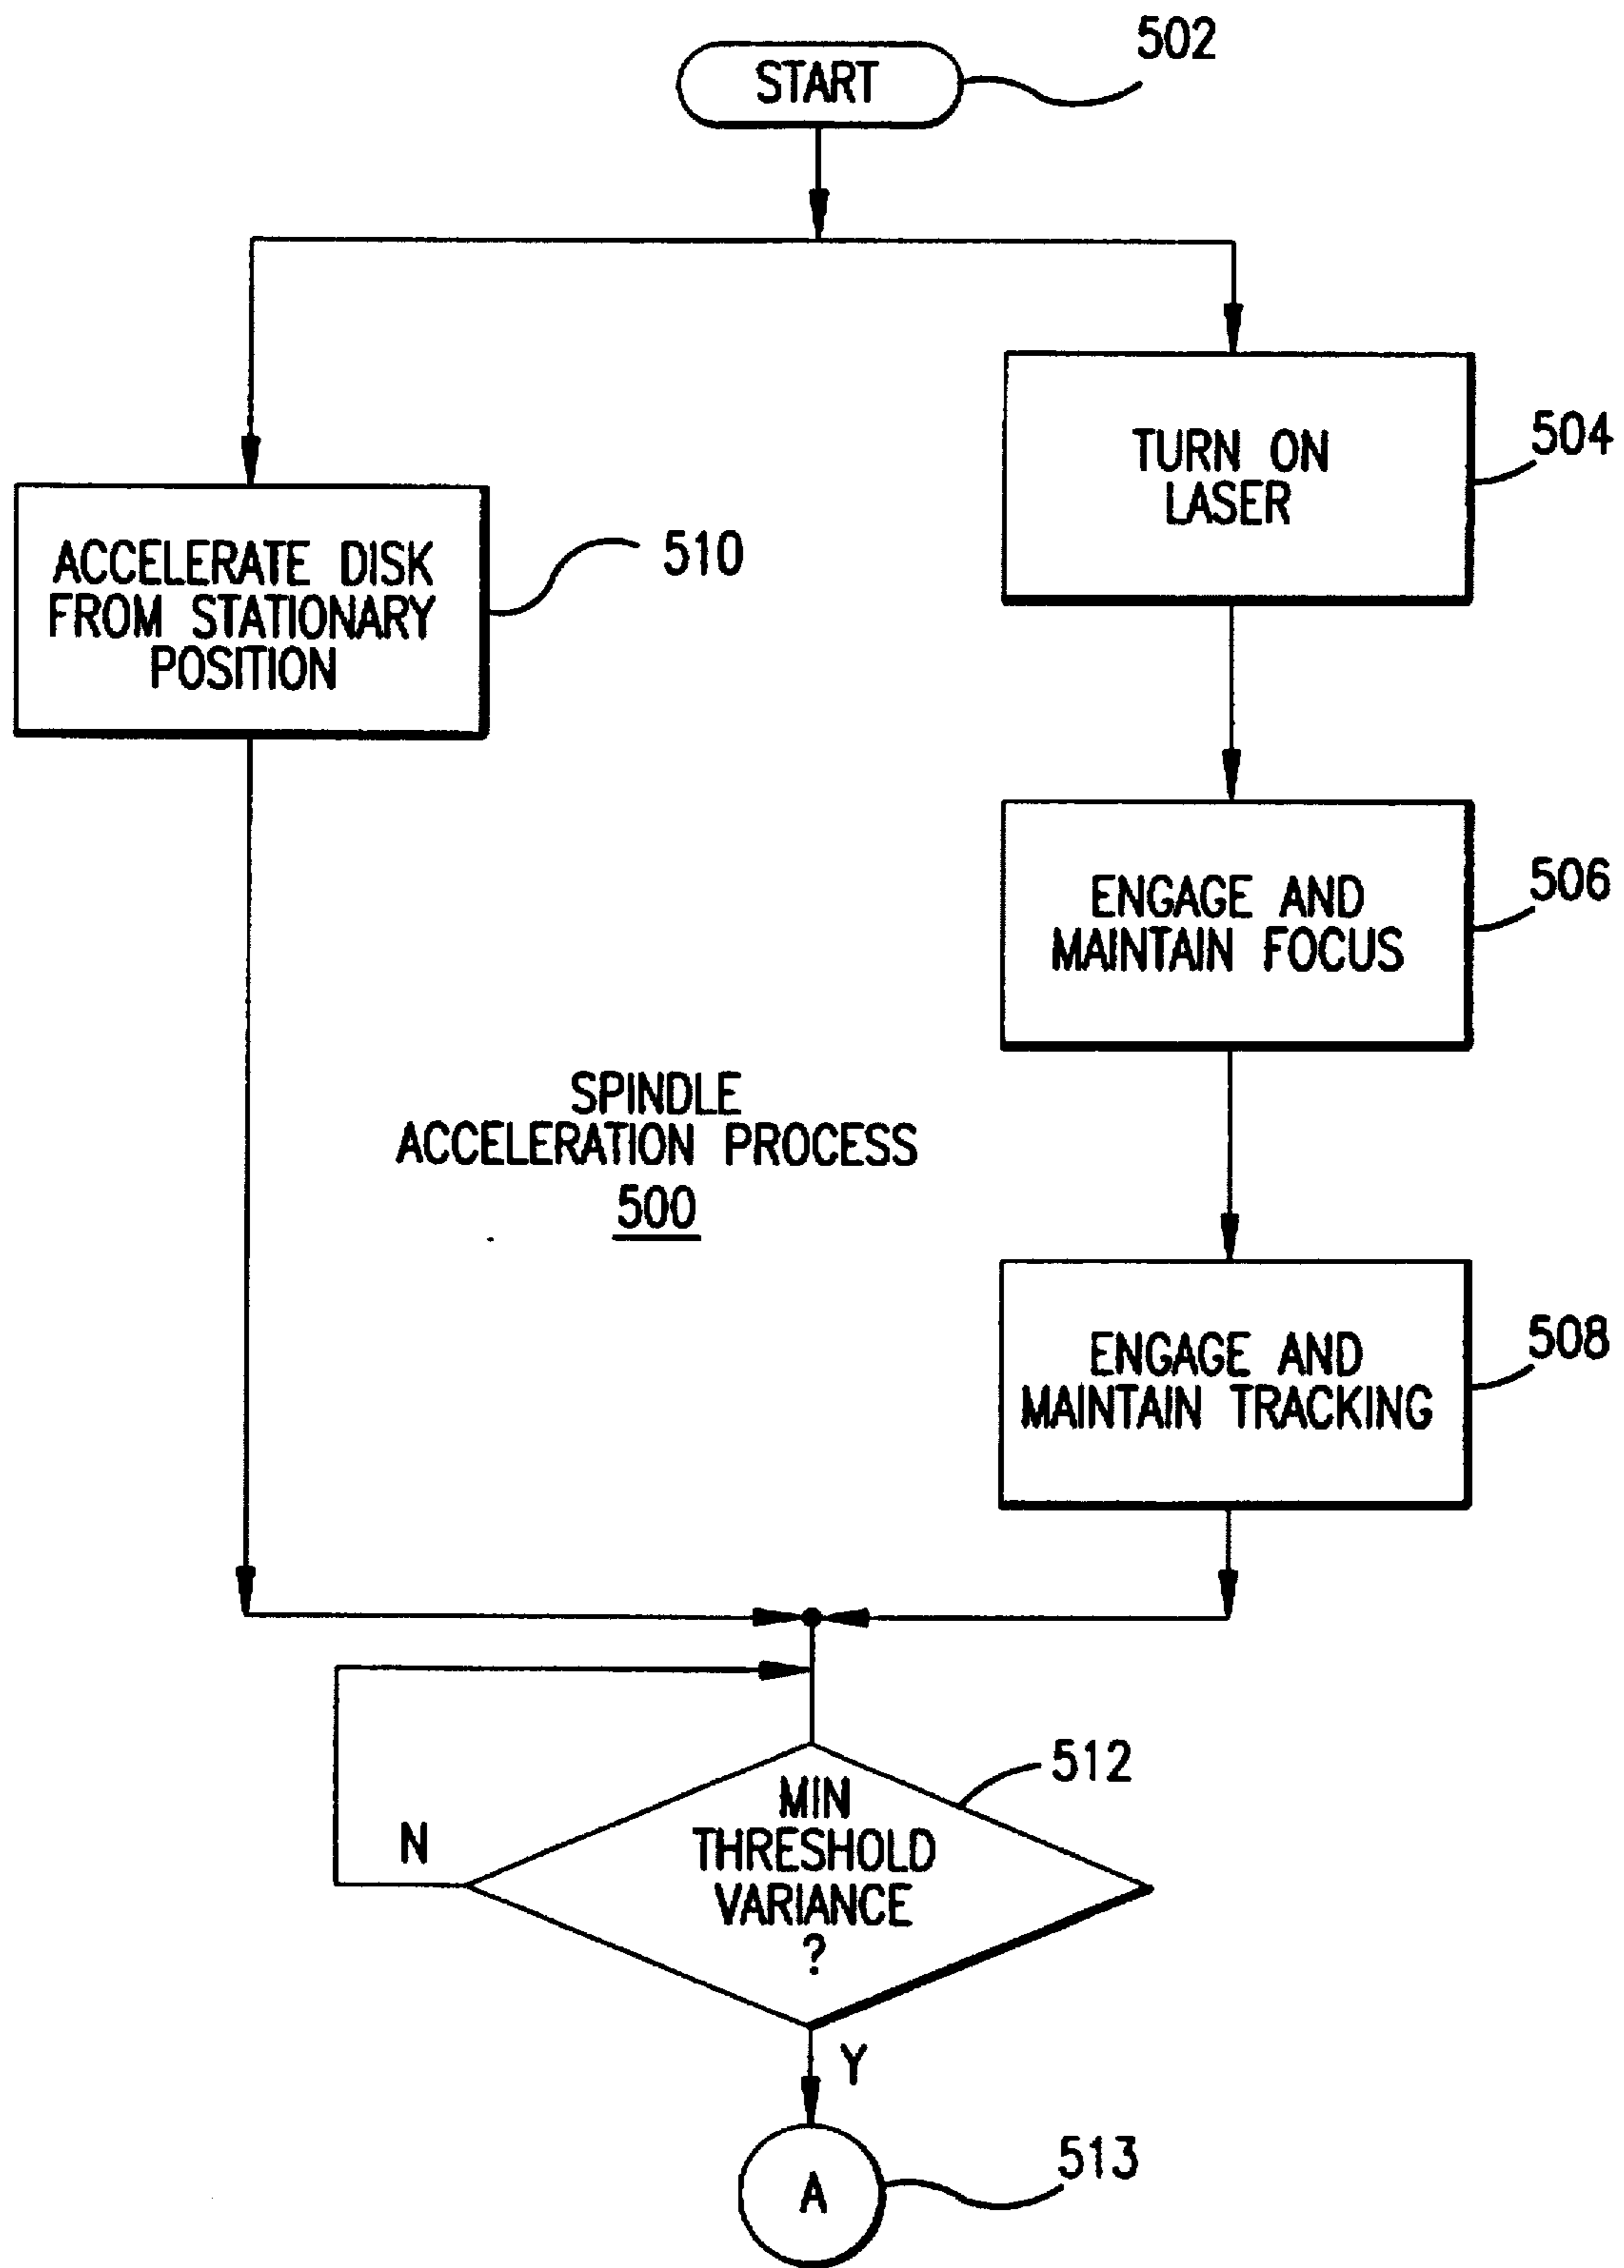 502
START
TURN ON
LASER
504
ACCELERATE DISK
FROM STATIONARY
POSITION
510
ENGAGE AND
MAINTAIN FOCUS
506
SPINDLE
ACCELERATION PROCESS
500
ENGAGE AND
MAINTAIN TRACKING
508
512
MIN
THRESHOLD
VARIANCE
?
N
Y
A
513